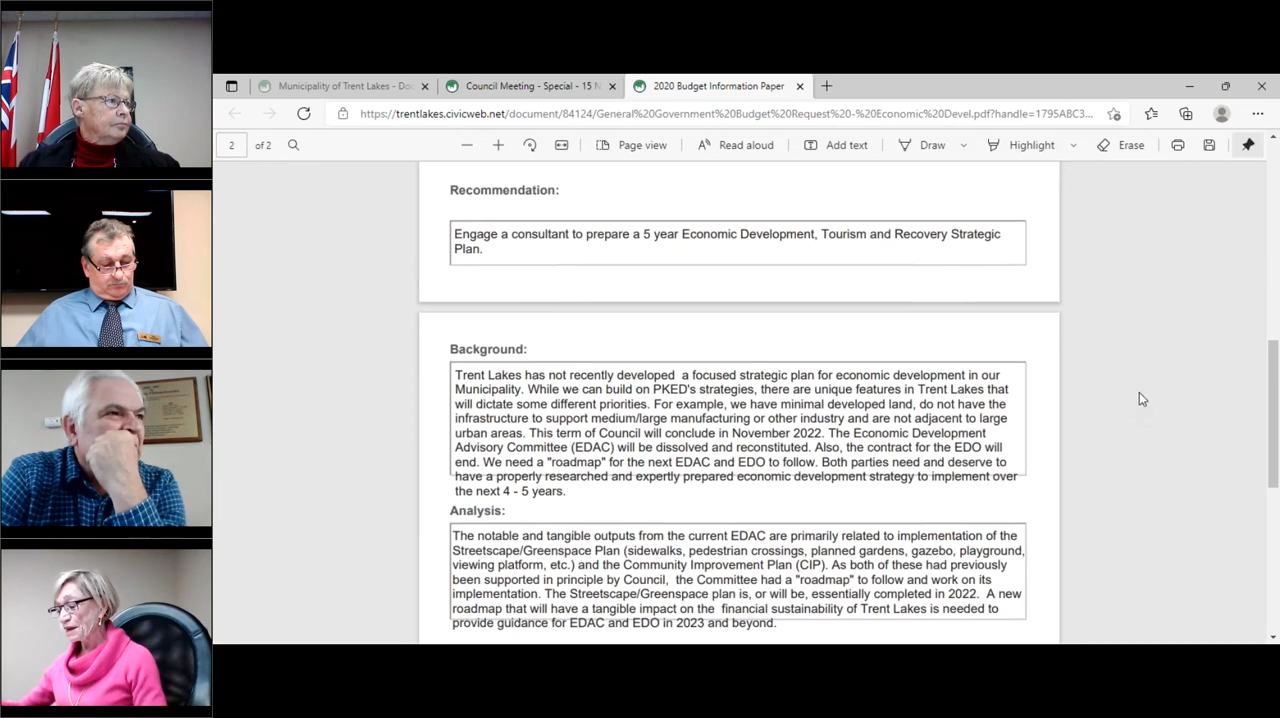 Municipality of Trent Lakes - Doc
Council Meeting - Special - 15 N
2020 Budget Information Paper
https://trentlakes.civicweb.net/document/84124/General%20Government%20Budget%20Request%20-%20Economic%20Devel.pdf?handle=1795ABC3...
2 of 2
Page view
Read aloud
Add text
Draw
Highlight
Erase
Recommendation:
Engage a consultant to prepare a 5 year Economic Development, Tourism and Recovery Strategic
Plan.
Background:
Trent Lakes has not recently developed a focused strategic plan for economic development in our
Municipality. While we can build on PKED's strategies, there are unique features in Trent Lakes that
will dictate some different priorities. For example, we have minimal developed land, do not have the
infrastructure to support medium/large manufacturing or other industry and are not adjacent to large
urban areas. This term of Council will conclude in November 2022. The Economic Development
Advisory Committee (EDAC) will be dissolved and reconstituted. Also, the contract for the EDO will
end. We need a "roadmap" for the next EDAC and EDO to follow. Both parties need and deserve to
have a properly researched and expertly prepared economic development strategy to implement over
the next 4 - 5 years.
Analysis:
The notable and tangible outputs from the current EDAC are primarily related to implementation of the
Streetscape/Greenspace Plan (sidewalks, pedestrian crossings, planned gardens, gazebo, playground,
viewing platform, etc.) and the Community Improvement Plan (CIP). As both of these had previously
been supported in principle by Council, the Committee had a "roadmap" to follow and work on its
implementation. The Streetscape/Greenspace plan is, or will be, essentially completed in 2022. A new
roadmap that will have a tangible impact on the financial sustainability of Trent Lakes is needed to
provide guidance for EDAC and EDO in 2023 and beyond.